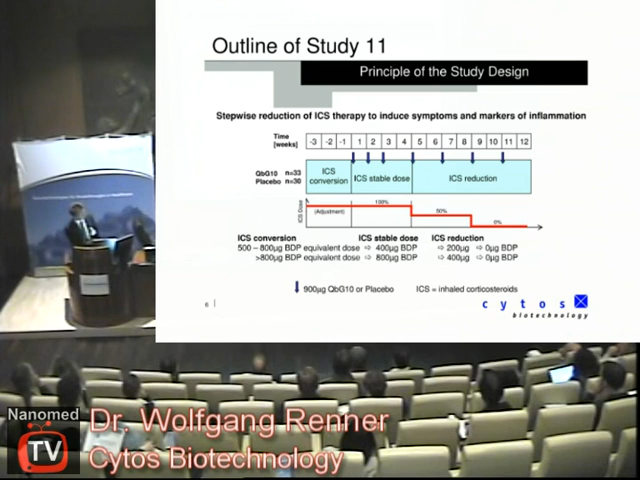 Outline of Study 11
Principle of the Study Design
Stepwise reduction of ICS therapy to induce symptoms and markers of inflammation
Time
[weeks]
-3 -2 -1 1 2 3 4 5 6 7 8 9 10 11 12
QbG10 n=33
Placebo n=30
ICS
conversion
ICS stable dose
ICS reduction
ICS Dose
(Adjustment)
100%
50%
0%
ICS conversion ICS stable dose ICS reduction
500 – 800µg BDP equivalent dose ⇨ 400µg BDP ⇨ 200µg ⇨ 0µg BDP
>800µg BDP equivalent dose ⇨ 800µg BDP ⇨ 400µg ⇨ 0µg BDP
900µg QbG10 or Placebo ICS = inhaled corticosteroids
6
cytos
biotechnology
Nanomed
TV
Dr. Wolfgang Renner
Cytos Biotechnology